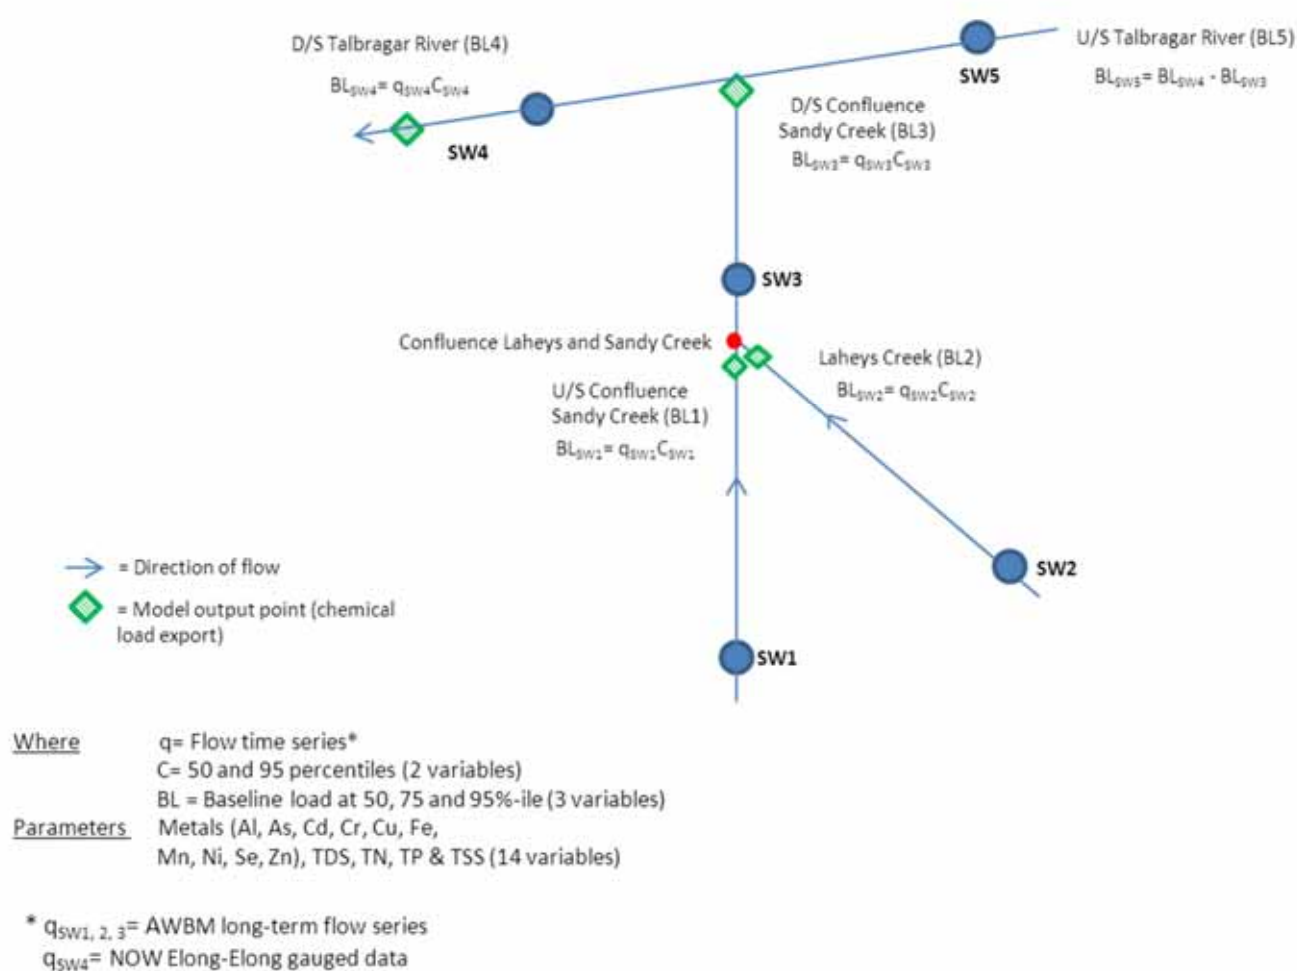 D/S Talbragar River (BL4)
BLSW4= qSW4CSW4
SW4
SW5
U/S Talbragar River (BL5)
BLSW5= BLSW4 - BLSW3
D/S Confluence
Sandy Creek (BL3)
BLSW3= qSW3CSW3
SW3
Confluence Laheys and Sandy Creek
U/S Confluence
Sandy Creek (BL1)
BLSW1= qSW1CSW1
Laheys Creek (BL2)
BLSW2= qSW2CSW2
SW2
SW1
= Direction of flow
= Model output point (chemical
load export)
Where q= Flow time series*
C= 50 and 95 percentiles (2 variables)
BL = Baseline load at 50, 75 and 95%-ile (3 variables)
Parameters Metals (Al, As, Cd, Cr, Cu, Fe,
Mn, Ni, Se, Zn), TDS, TN, TP & TSS (14 variables)
* qSW1, 2, 3= AWBM long-term flow series
qSW4= NOW Elong-Elong gauged data